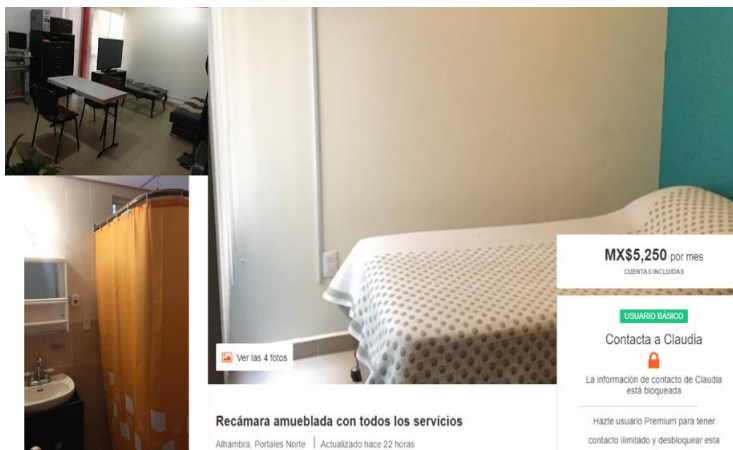 MX$5,250 por mes
CUENTAS INCLUIDAS
USUARIO BÁSICO
Contacta a Claudia
La información de contacto de Claudia
está bloqueada
Hazte usuario Premium para tener
contacto ilimitado y desbloquear esta
Ver las 4 fotos
Recámara amueblada con todos los servicios
Alhambra, Portales Norte | Actualizado hace 22 horas